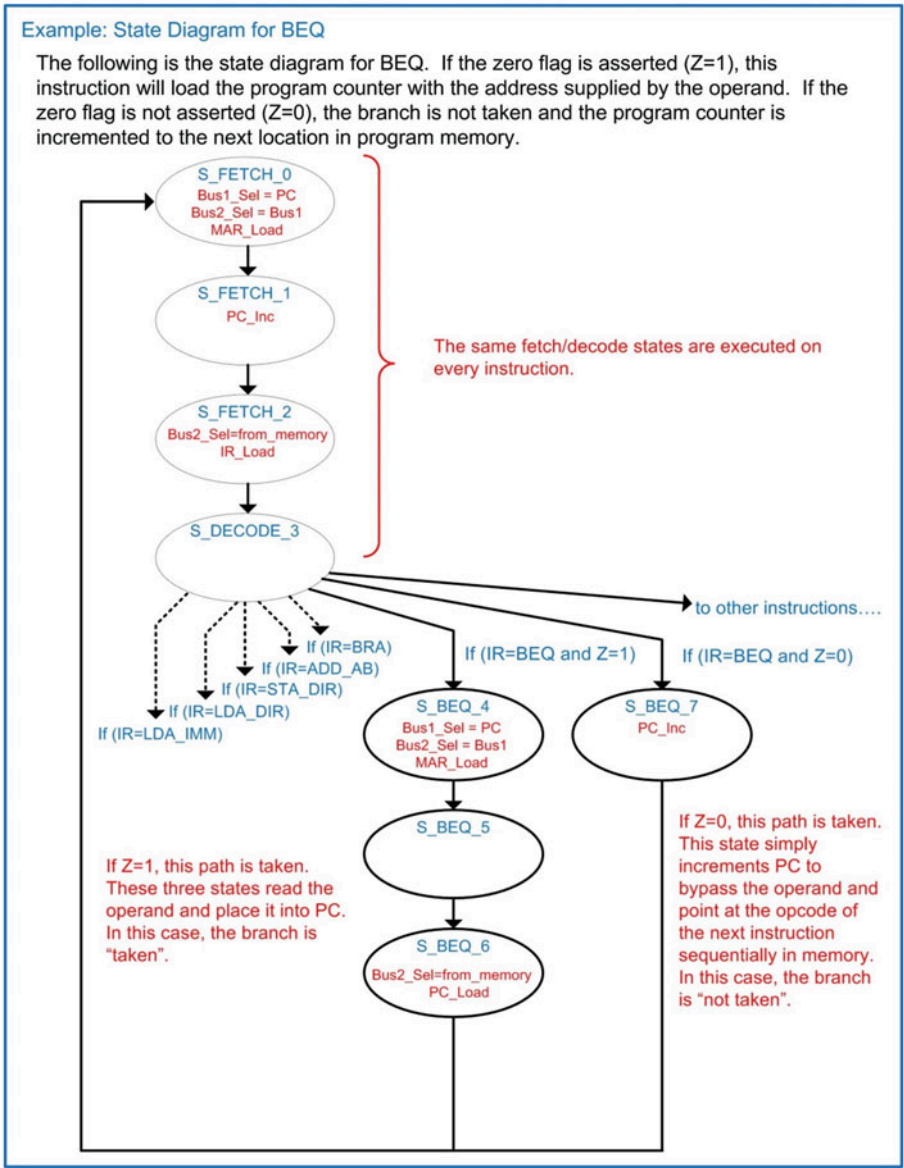 Example: State Diagram for BEQ
The following is the state diagram for BEQ. If the zero flag is asserted (Z=1), this
instruction will load the program counter with the address supplied by the operand. If the
zero flag is not asserted (Z=0), the branch is not taken and the program counter is
incremented to the next location in program memory.
S_FETCH_0
Bus1_Sel = PC
Bus2_Sel = Bus1
MAR_Load
S_FETCH_1
PC_Inc
The same fetch/decode states are executed on
every instruction.
S_FETCH_2
Bus2_Sel=from_memory
IR_Load
S_DECODE_3
to other instructions….
If (IR=BRA)
If (IR=ADD_AB)
If (IR=STA_DIR)
If (IR=LDA_DIR)
If (IR=LDA_IMM)
If (IR=BEQ and Z=1)
If (IR=BEQ and Z=0)
S_BEQ_4
Bus1_Sel = PC
Bus2_Sel = Bus1
MAR_Load
S_BEQ_7
PC_Inc
S_BEQ_5
If Z=1, this path is taken.
These three states read the
operand and place it into PC.
In this case, the branch is
“taken”.
S_BEQ_6
Bus2_Sel=from_memory
PC_Load
If Z=0, this path is taken.
This state simply
increments PC to
bypass the operand and
point at the opcode of
the next instruction
sequentially in memory.
In this case, the branch
is “not taken”.